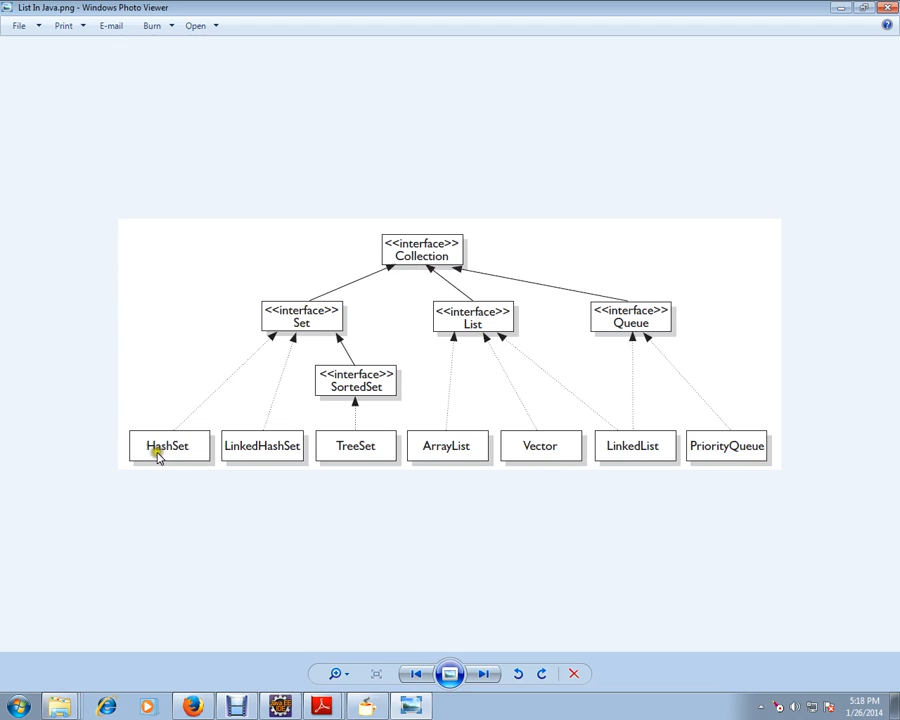 List In Java.png - Windows Photo Viewer
File Print E-mail Burn Open
<<interface>>
Collection
<<interface>>
Set
<<interface>>
List
<<interface>>
Queue
<<interface>>
SortedSet
HashSet LinkedHashSet TreeSet ArrayList Vector LinkedList PriorityQueue
5:18 PM
1/26/2014